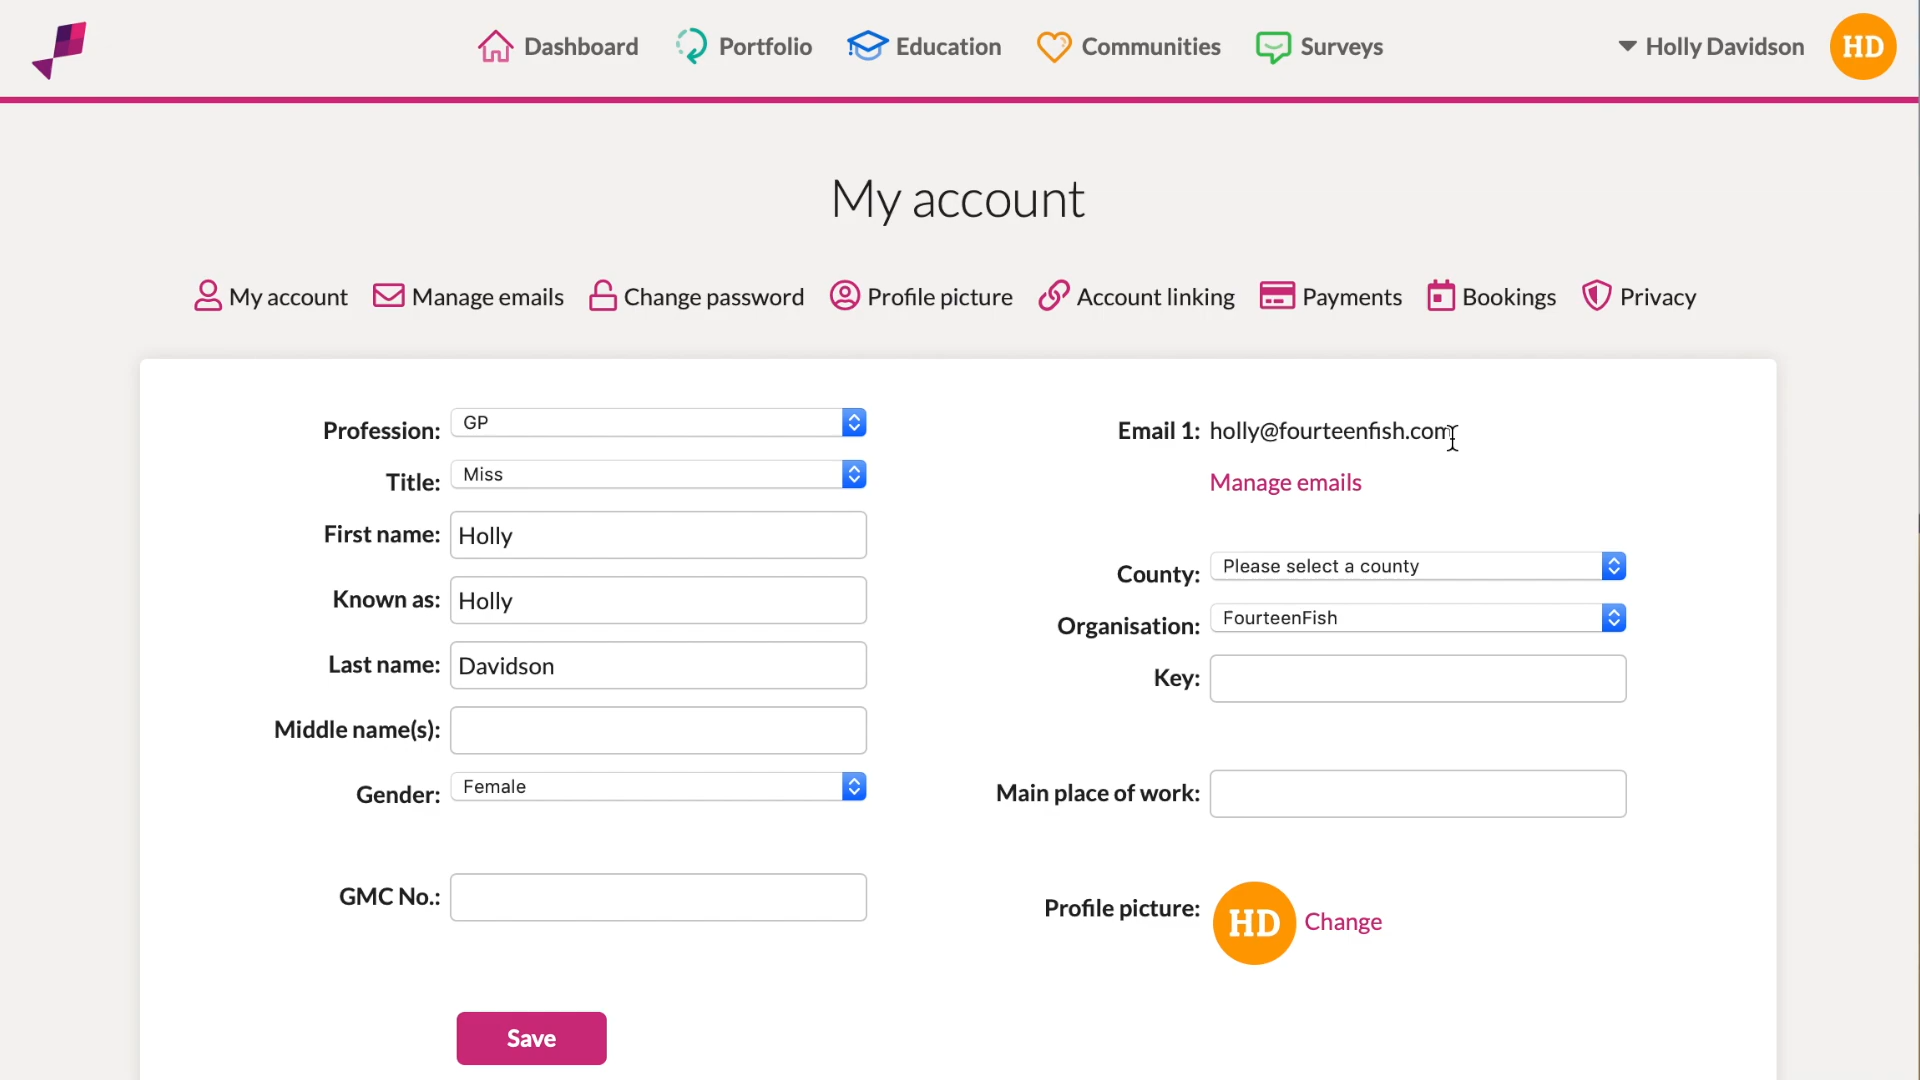 Dashboard Portfolio Education Communities Surveys Holly Davidson HD
My account
My account Manage emails Change password Profile picture Account linking Payments Bookings Privacy
Profession: GP
Title: Miss
First name: Holly
Known as: Holly
Last name: Davidson
Middle name(s):
Gender: Female
GMC No.:
Save
Email 1: holly@fourteenfish.com
Manage emails
County: Please select a county
Organisation: FourteenFish
Key:
Main place of work:
Profile picture: HD Change